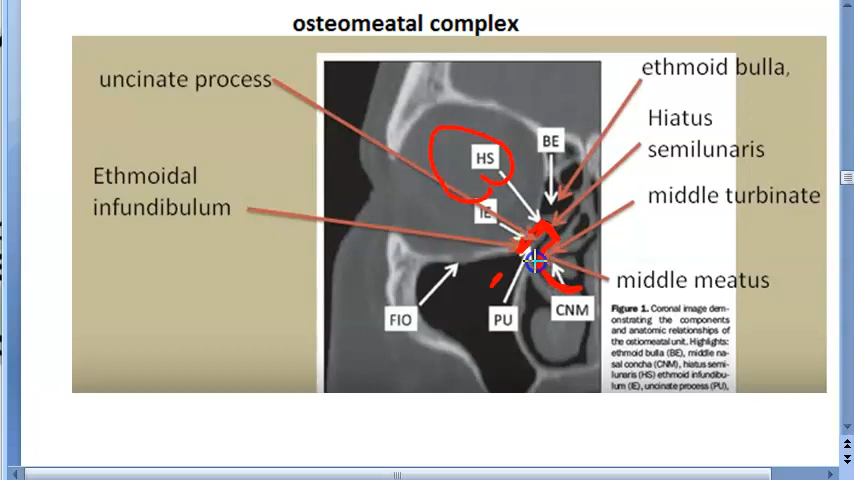 osteomeatal complex
uncinate process
ethmoid bulla,
Hiatus
semilunaris
Ethmoidal
infundibulum
middle turbinate
middle meatus
HS
BE
IE
FIO
PU
CNM
Figure 1. Coronal image dem-
onstrating the components
and anatomic relationships of
the ostiomeatal unit. Highlights:
ethmoid bulla (BE), middle na-
sal concha (CNM), hiatus semi-
lunaris (HS) ethmoid infundibu-
lum (IE), uncinate process (PU),